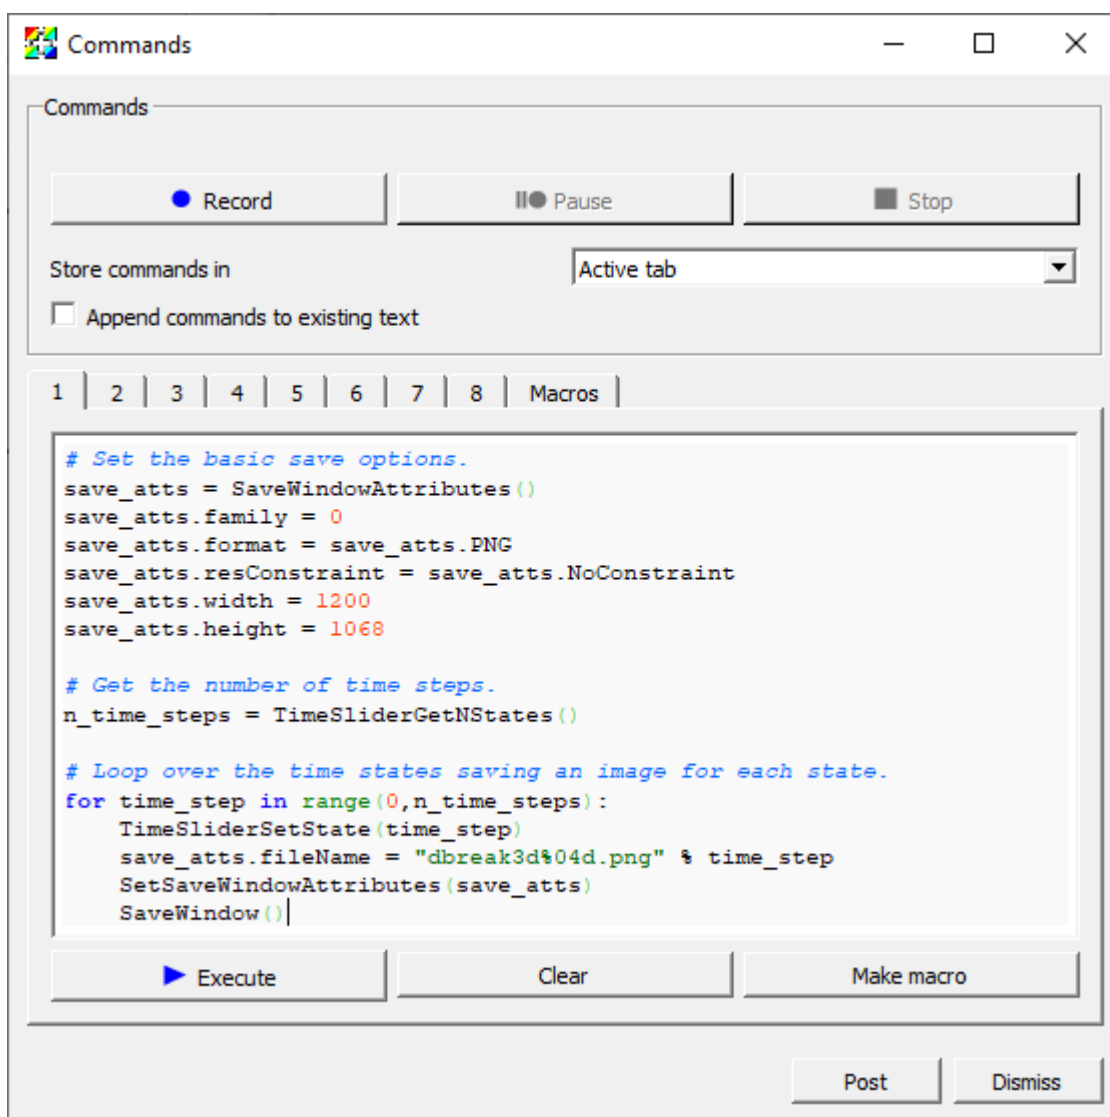 Commands
Commands
Record Pause Stop
Store commands in Active tab
Append commands to existing text
1 2 3 4 5 6 7 8 Macros
# Set the basic save options.
save_atts = SaveWindowAttributes()
save_atts.family = 0
save_atts.format = save_atts.PNG
save_atts.resConstraint = save_atts.NoConstraint
save_atts.width = 1200
save_atts.height = 1068
# Get the number of time steps.
n_time_steps = TimeSliderGetNStates()
# Loop over the time states saving an image for each state.
for time_step in range(0,n_time_steps):
    TimeSliderSetState(time_step)
    save_atts.fileName = "dbreak3d%04d.png" % time_step
    SetSaveWindowAttributes(save_atts)
    SaveWindow()
Execute Clear Make macro
Post Dismiss